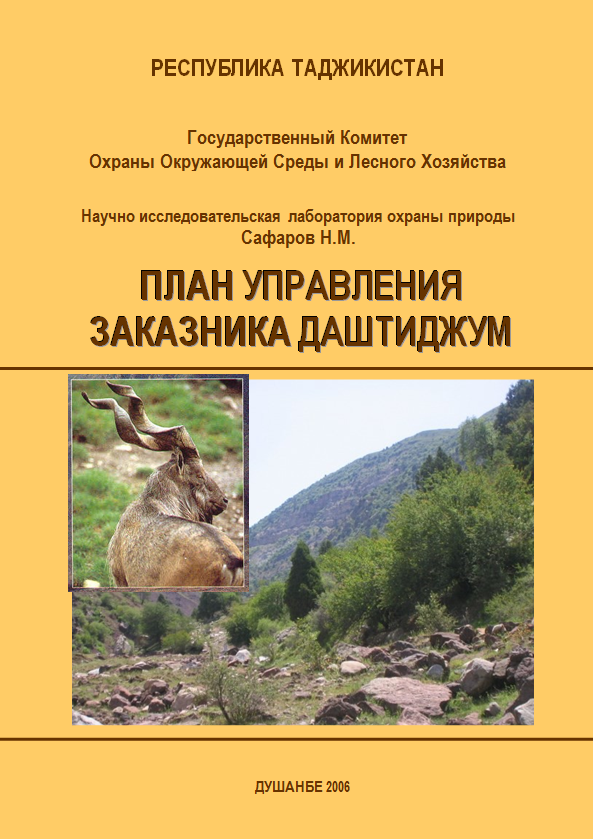 РЕСПУБЛИКА ТАДЖИКИСТАН
Государственный Комитет
Охраны Окружающей Среды и Лесного Хозяйства
Научно исследовательская лаборатория охраны природы
Сафаров Н.М.
ПЛАН УПРАВЛЕНИЯ
ЗАКАЗНИКА ДАШТИДЖУМ
ДУШАНБЕ 2006